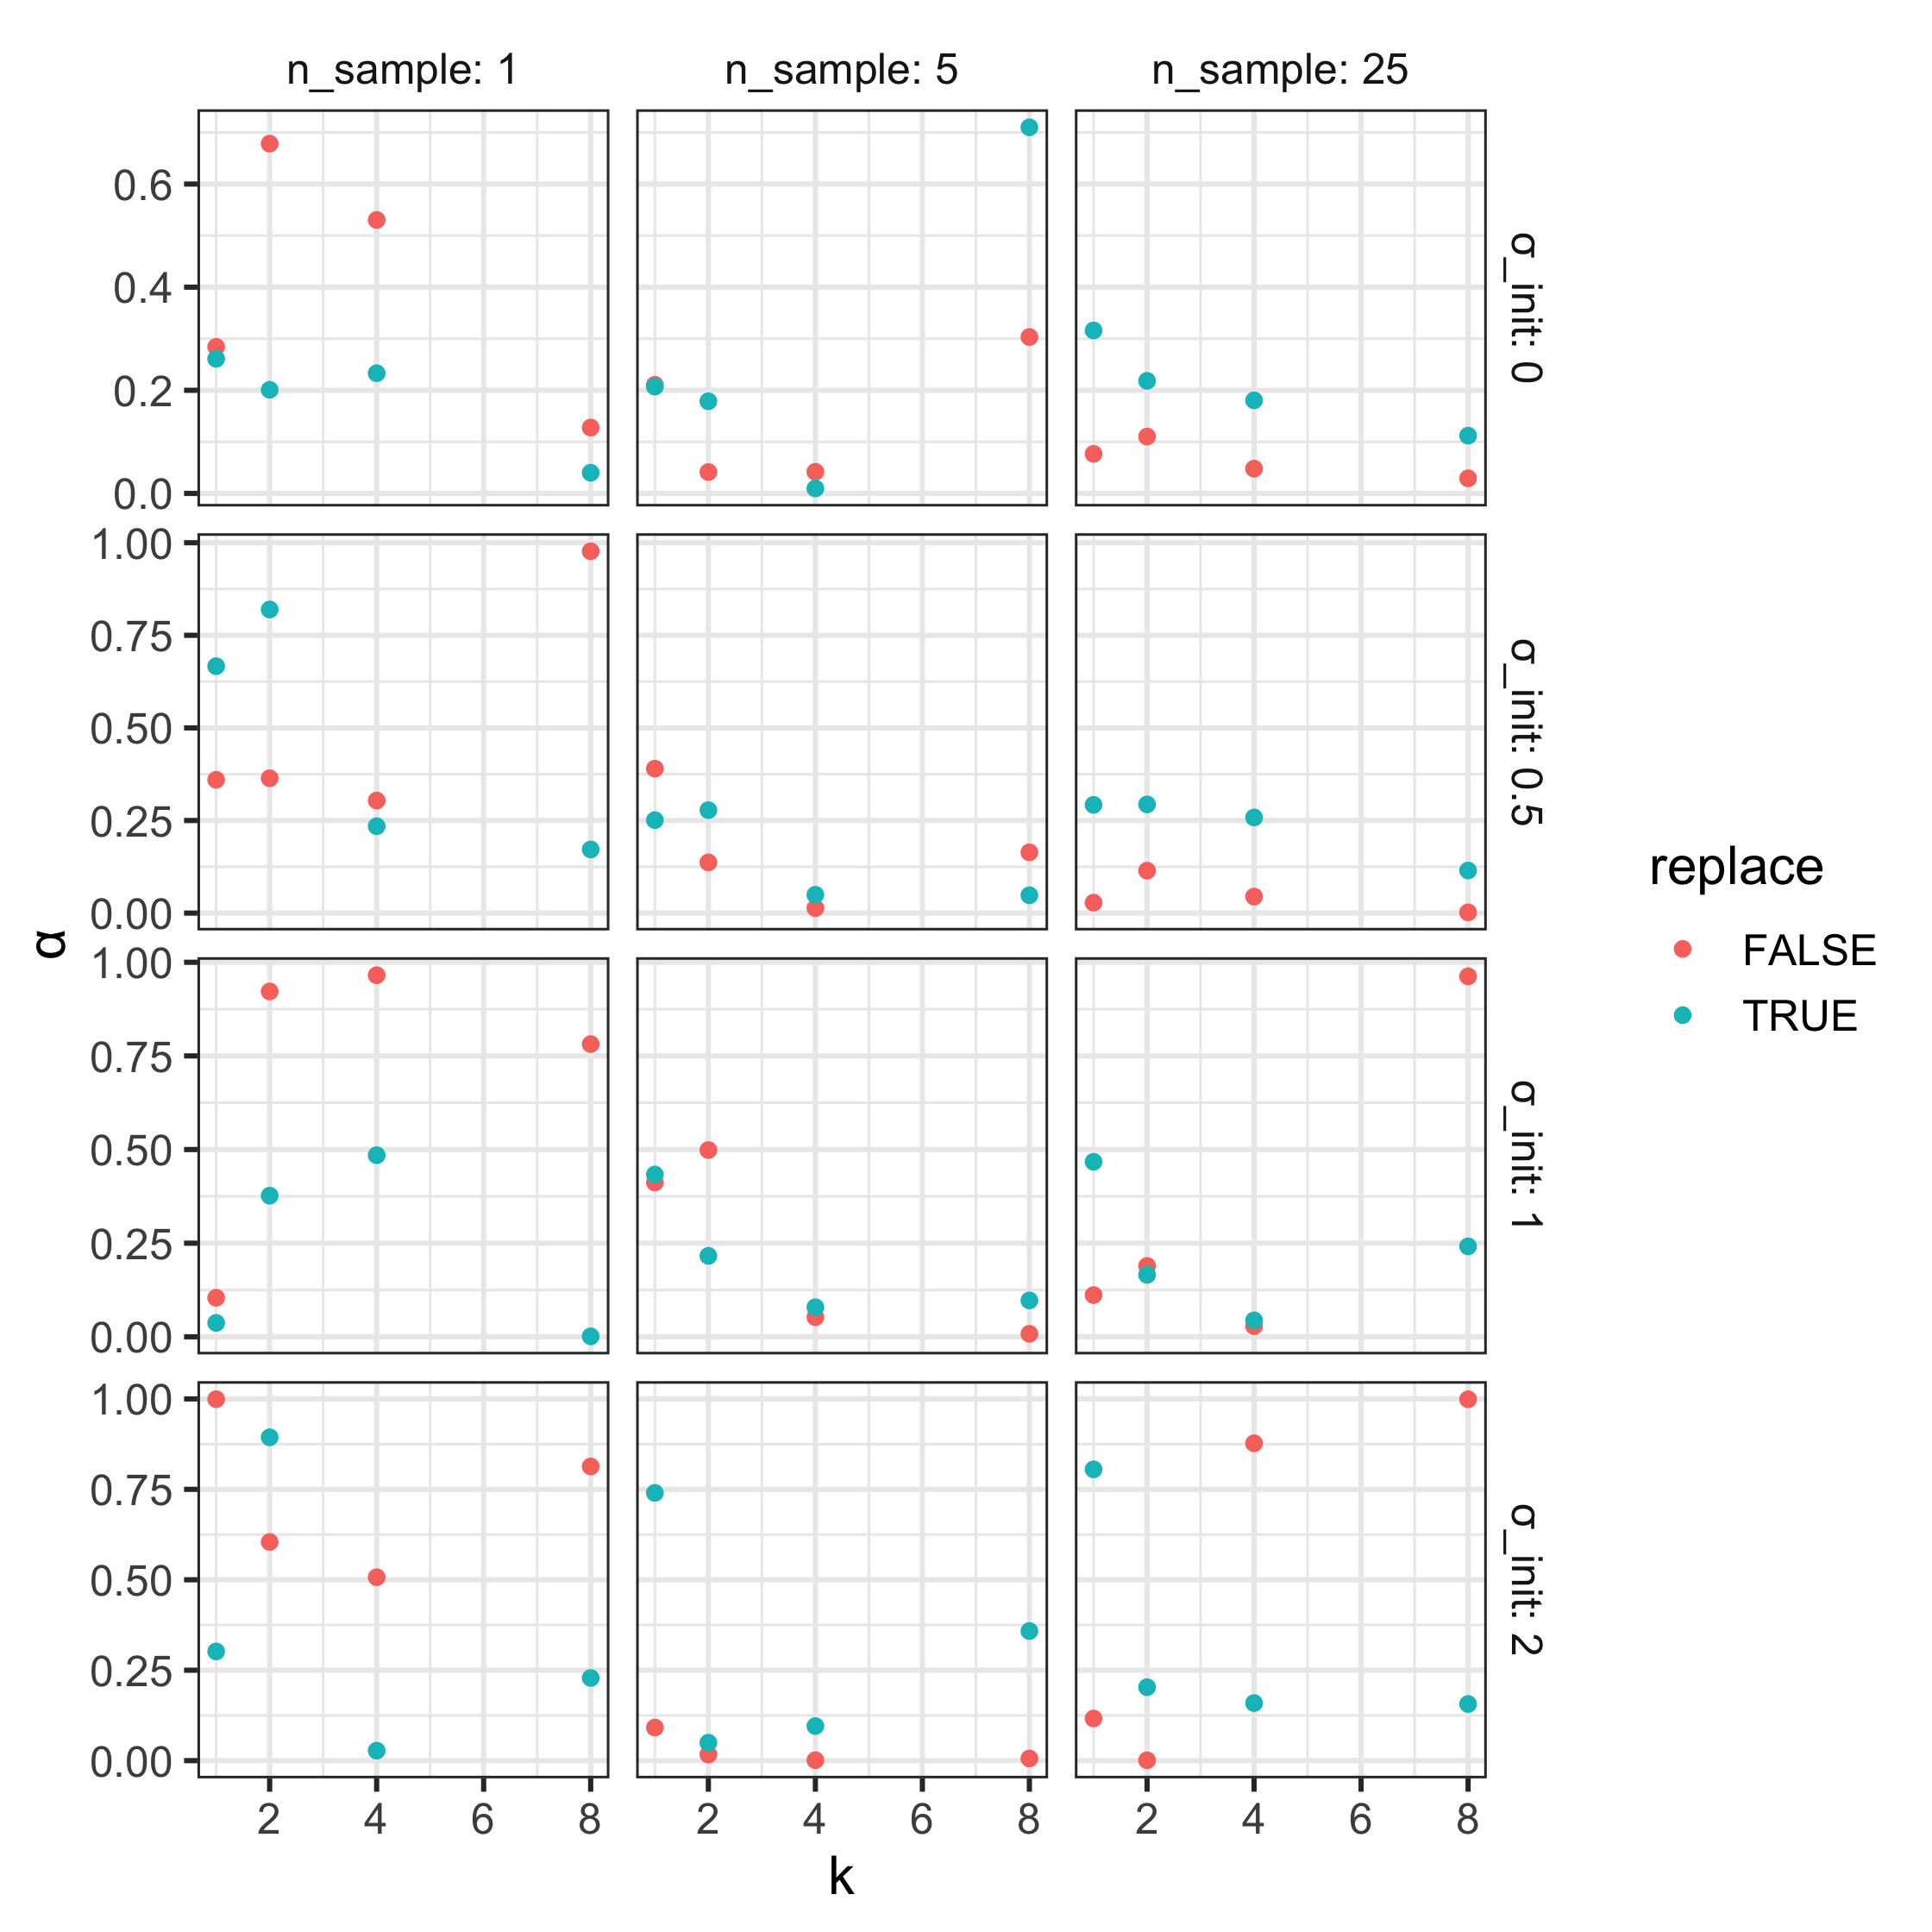 n_sample: 1
n_sample: 5
n_sample: 25
0.6
0.4
0.2
0.0
σ_init: 0
1.00
0.75
0.50
0.25
0.00
σ_init: 0.5
α
1.00
0.75
0.50
0.25
0.00
σ_init: 1
1.00
0.75
0.50
0.25
0.00
σ_init: 2
2 4 6 8
2 4 6 8
2 4 6 8
k
replace
FALSE
TRUE